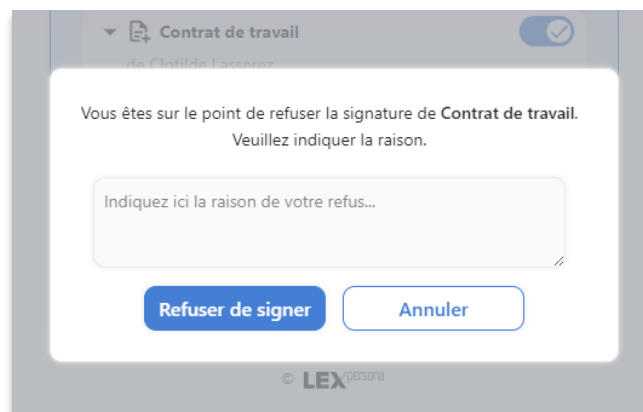 Contrat de travail
de Clotilde Lasserez
Vous êtes sur le point de refuser la signature de Contrat de travail.
Veuillez indiquer la raison.
Indiquez ici la raison de votre refus...
Refuser de signer
Annuler
© LEX persona